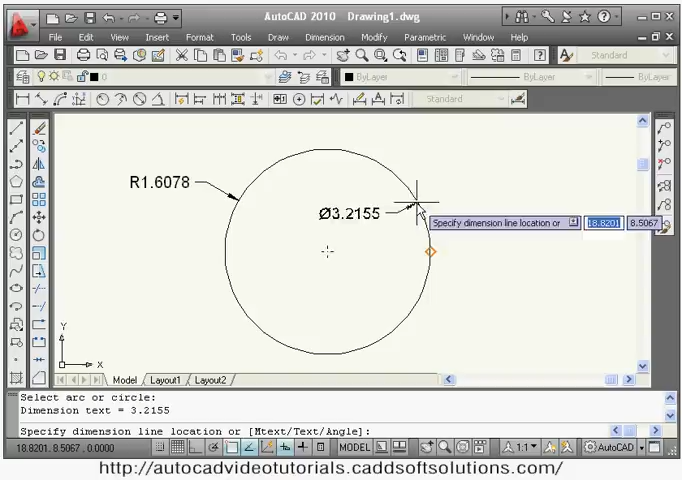 AutoCAD 2010 Drawing1.dwg
File Edit View Insert Format Tools Draw Dimension Modify Parametric Window Help
Standard
0 ByLayer ByLayer ByLayer
Standard
R1.6078
Ø3.2155
Specify dimension line location or 18.8201 8.5067
Y
X
Model Layout1 Layout2
Select arc or circle:
Dimension text = 3.2155
Specify dimension line location or [Mtext/Text/Angle]:
18.8201, 8.5067, 0.0000 MODEL 1:1 AutoCAD
http://autocadvideotutorials.caddsoftsolutions.com/